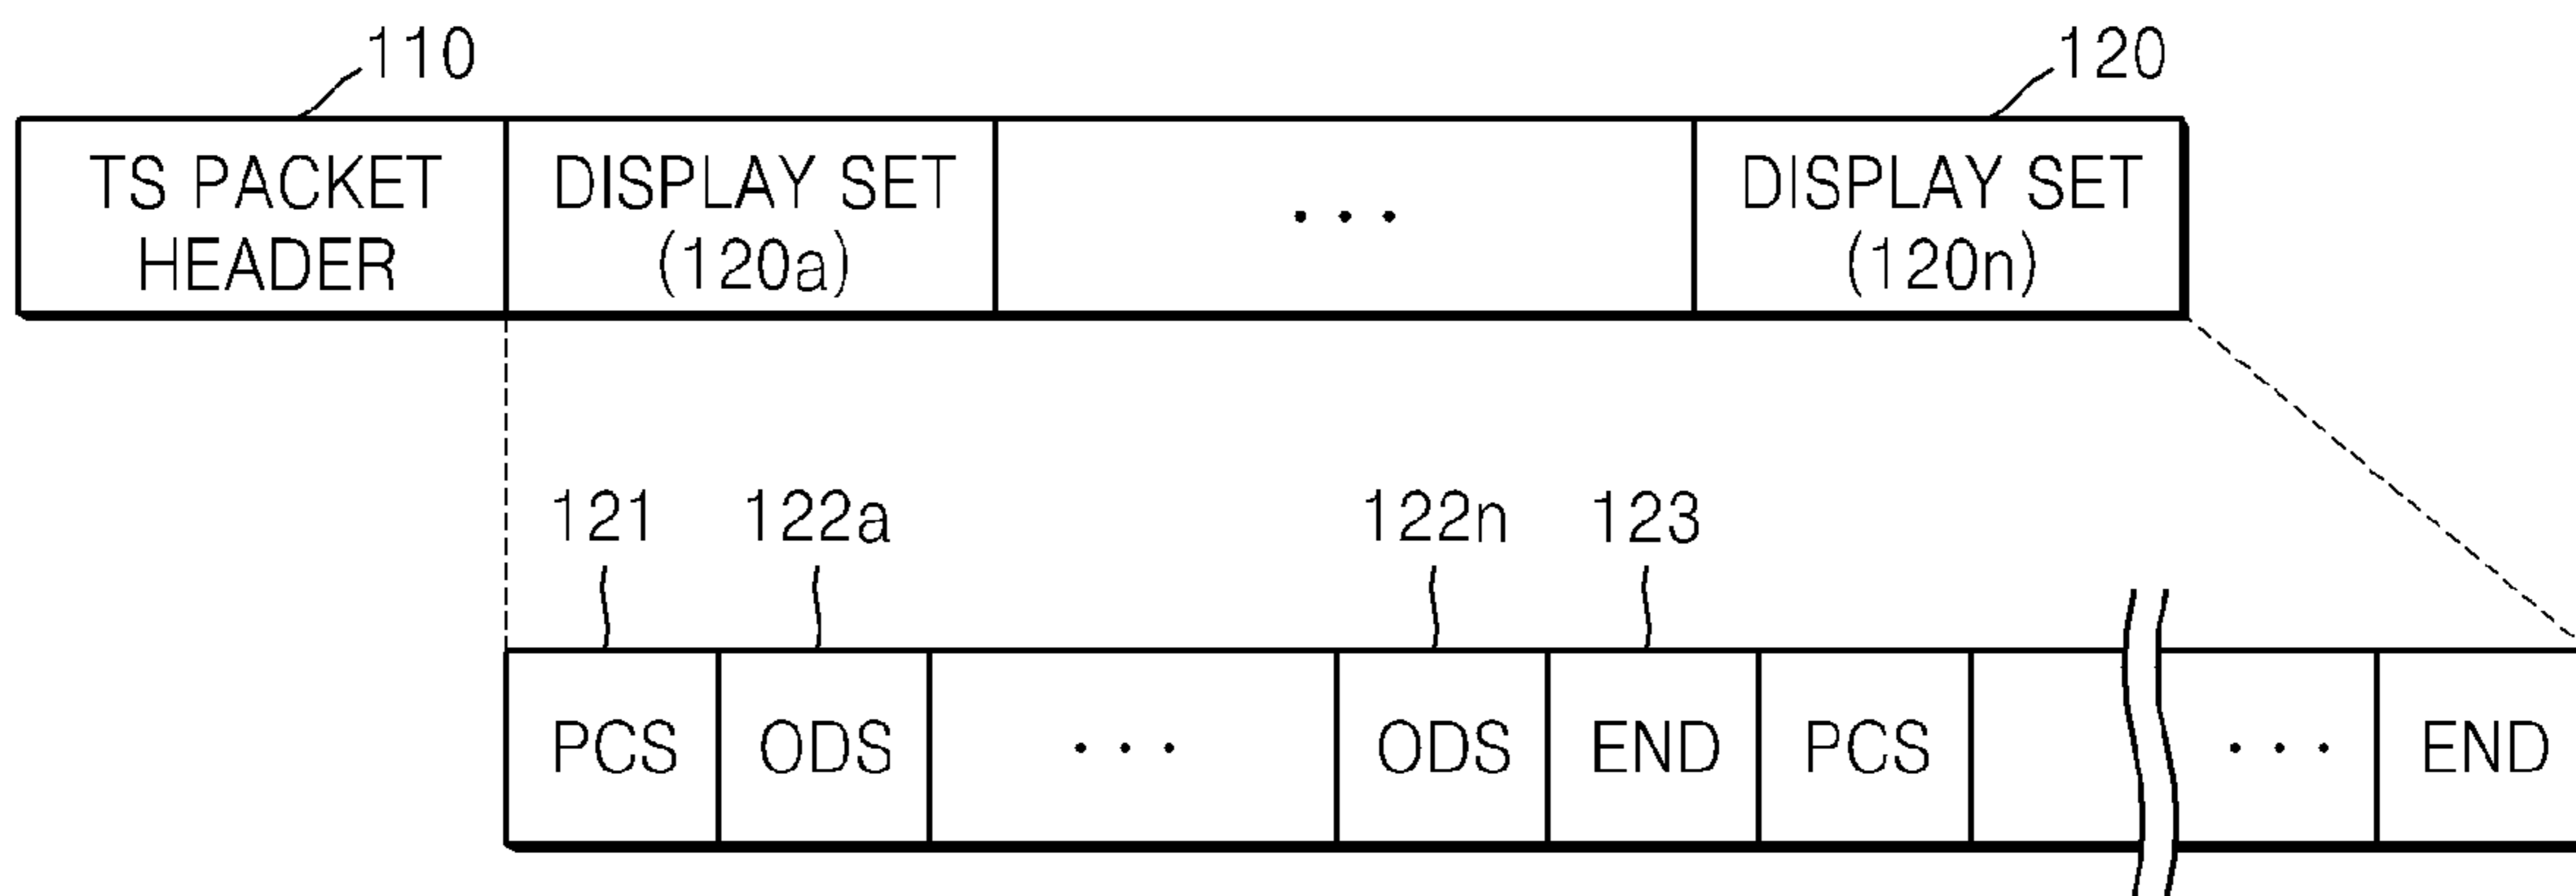 110
120
TS PACKET
HEADER
DISPLAY SET
(120a)
• • •
DISPLAY SET
(120n)
121
122a
122n
123
PCS
ODS
• • •
ODS
END
PCS
• • •
END